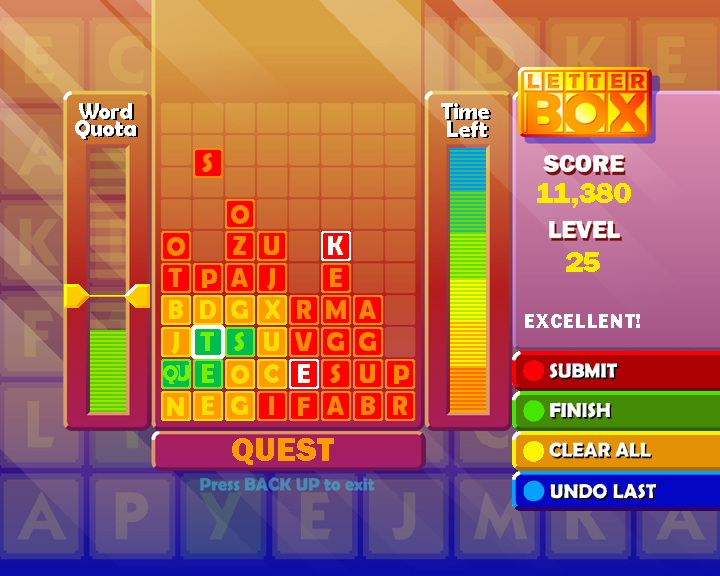 Word
Quota
Time
Left
LETTER
BOX
SCORE
11,380
LEVEL
25
EXCELLENT!
S
O
O Z U K
T P A J E
B D G X R M A
J T S U V G G
QU E O C E S U P
N E G I F A B R
QUEST
Press BACK UP to exit
SUBMIT
FINISH
CLEAR ALL
UNDO LAST
A P Y E J M K A